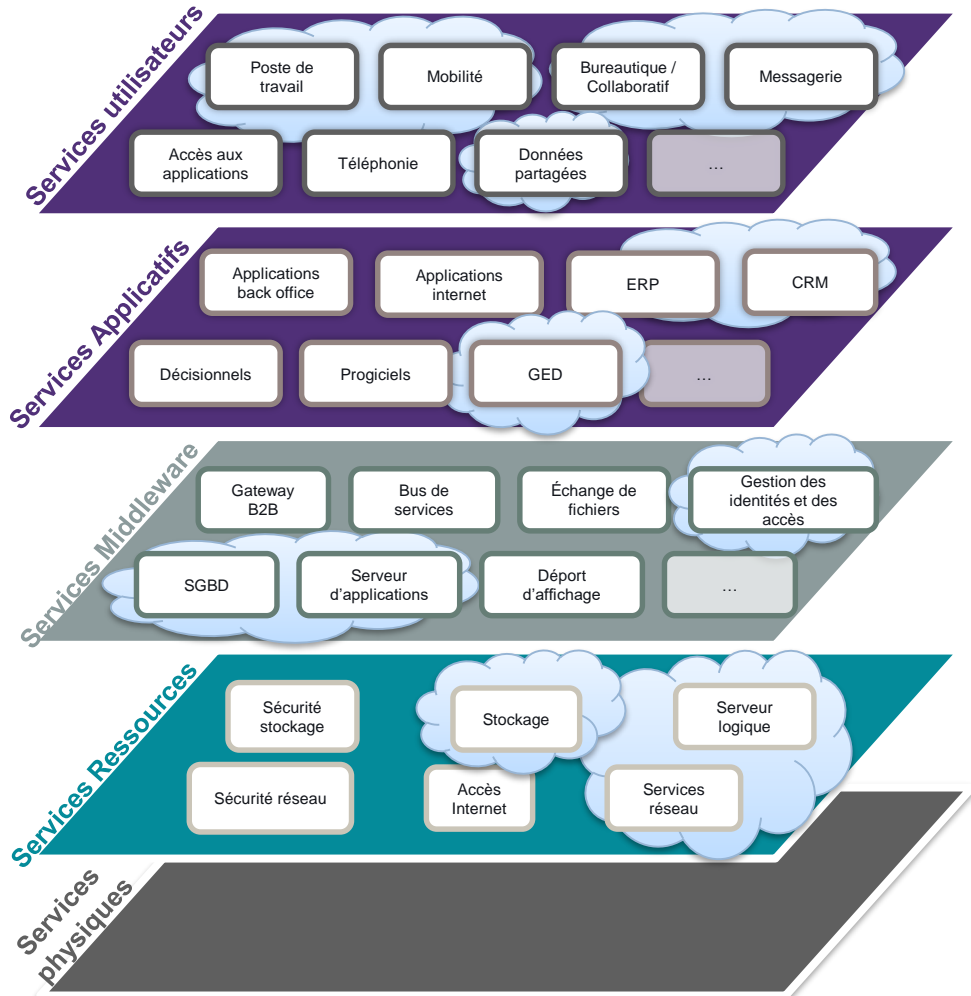 Services utilisateurs
Poste de
travail
Mobilité
Bureautique /
Collaboratif
Messagerie
Accès aux
applications
Téléphonie
Données
partagées
…
Services Applicatifs
Applications
back office
Applications
internet
ERP
CRM
Décisionnels
Progiciels
GED
…
Services Middleware
Gateway
B2B
Bus de
services
Échange de
fichiers
Gestion des
identités et des
accès
SGBD
Serveur
d’applications
Déport
d’affichage
…
Services Ressources
Sécurité
stockage
Stockage
Serveur
logique
Sécurité réseau
Accès
Internet
Services
réseau
Services
physiques